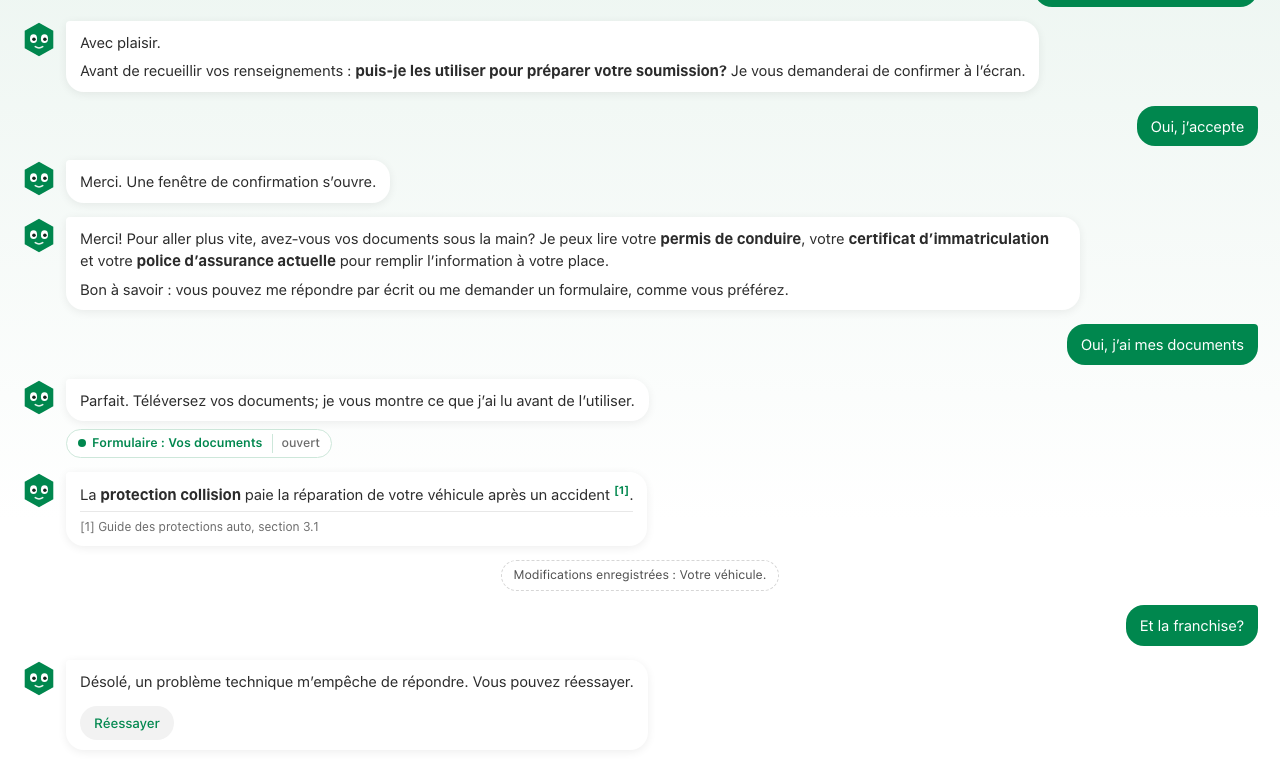 Avec plaisir.
Avant de recueillir vos renseignements : puis-je les utiliser pour préparer votre soumission? Je vous demanderai de confirmer à l’écran.
Oui, j’accepte
Merci. Une fenêtre de confirmation s’ouvre.
Merci! Pour aller plus vite, avez-vous vos documents sous la main? Je peux lire votre permis de conduire, votre certificat d’immatriculation
et votre police d’assurance actuelle pour remplir l’information à votre place.
Bon à savoir : vous pouvez me répondre par écrit ou me demander un formulaire, comme vous préférez.
Oui, j’ai mes documents
Parfait. Téléversez vos documents; je vous montre ce que j’ai lu avant de l’utiliser.
Formulaire : Vos documents ouvert
La protection collision paie la réparation de votre véhicule après un accident [1].
[1] Guide des protections auto, section 3.1
Modifications enregistrées : Votre véhicule.
Et la franchise?
Désolé, un problème technique m’empêche de répondre. Vous pouvez réessayer.
Réessayer